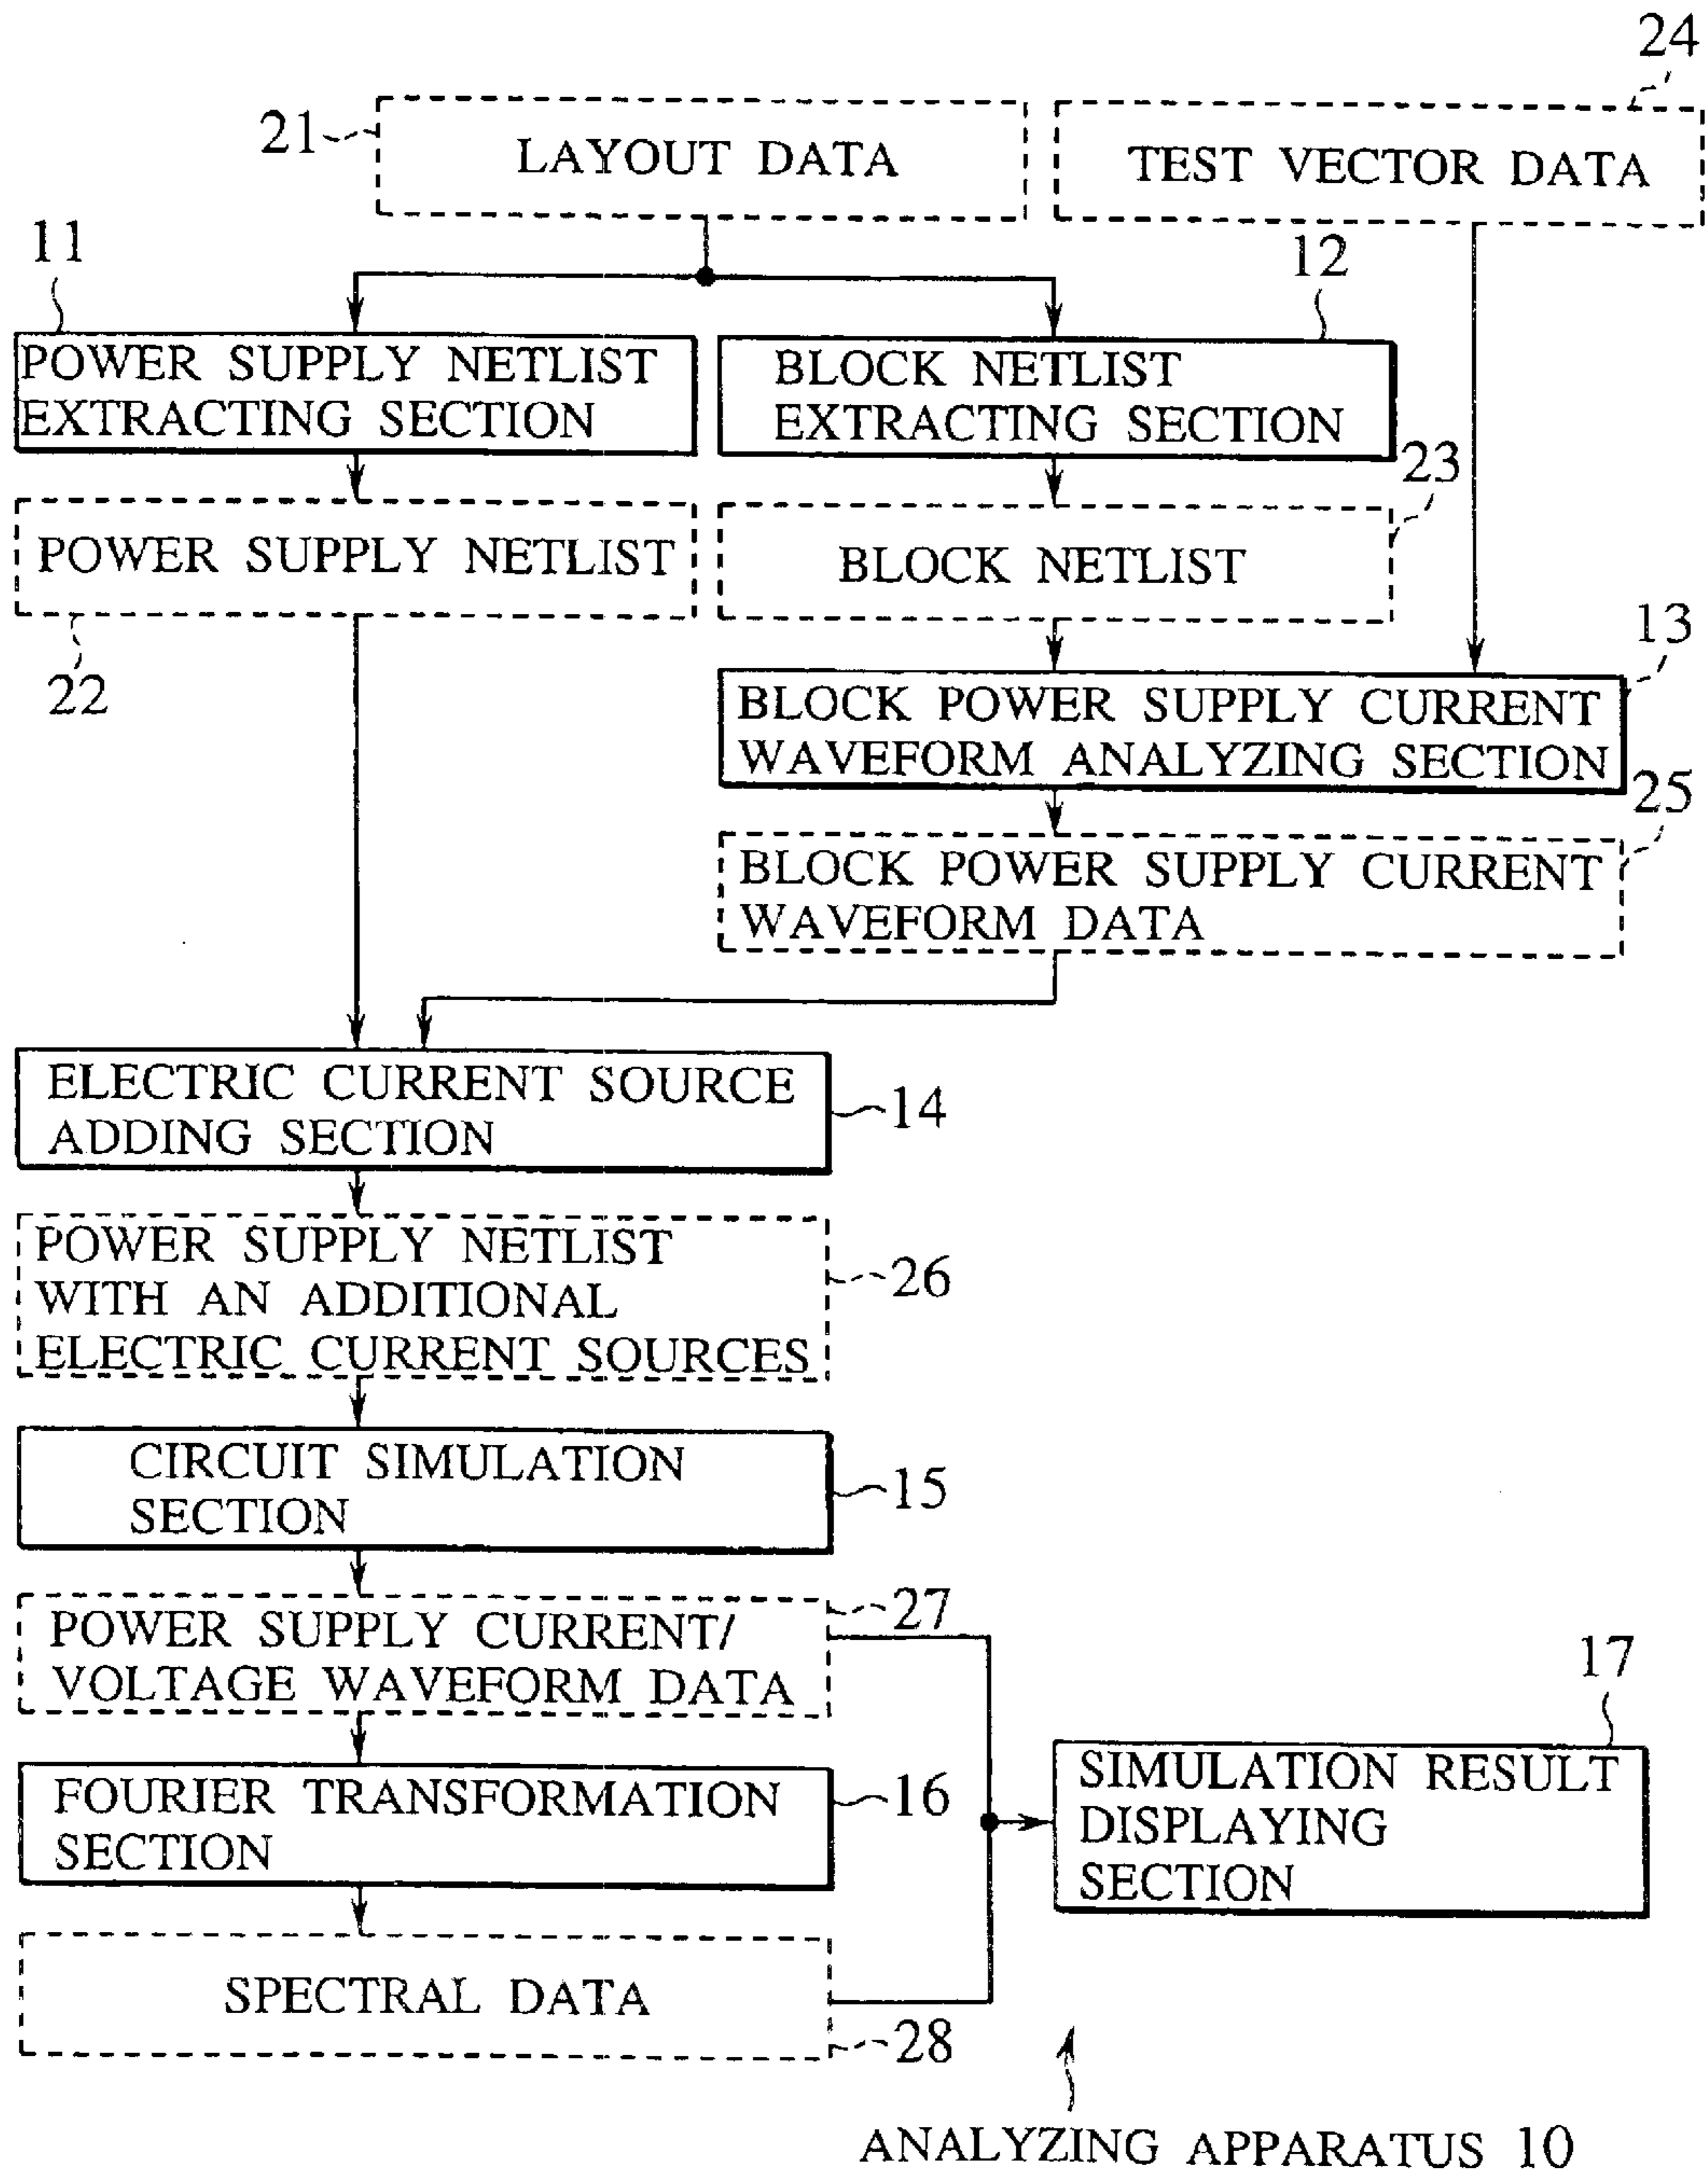 24
21
LAYOUT DATA
TEST VECTOR DATA
11
12
POWER SUPPLY NETLIST
EXTRACTING SECTION
BLOCK NETLIST
EXTRACTING SECTION
23
POWER SUPPLY NETLIST
BLOCK NETLIST
22
13
BLOCK POWER SUPPLY CURRENT
WAVEFORM ANALYZING SECTION
25
BLOCK POWER SUPPLY CURRENT
WAVEFORM DATA
ELECTRIC CURRENT SOURCE
ADDING SECTION
14
POWER SUPPLY NETLIST
WITH AN ADDITIONAL
ELECTRIC CURRENT SOURCES
26
CIRCUIT SIMULATION
SECTION
15
POWER SUPPLY CURRENT/
VOLTAGE WAVEFORM DATA
27
17
FOURIER TRANSFORMATION
SECTION
16
SIMULATION RESULT
DISPLAYING
SECTION
SPECTRAL DATA
28
ANALYZING APPARATUS 10